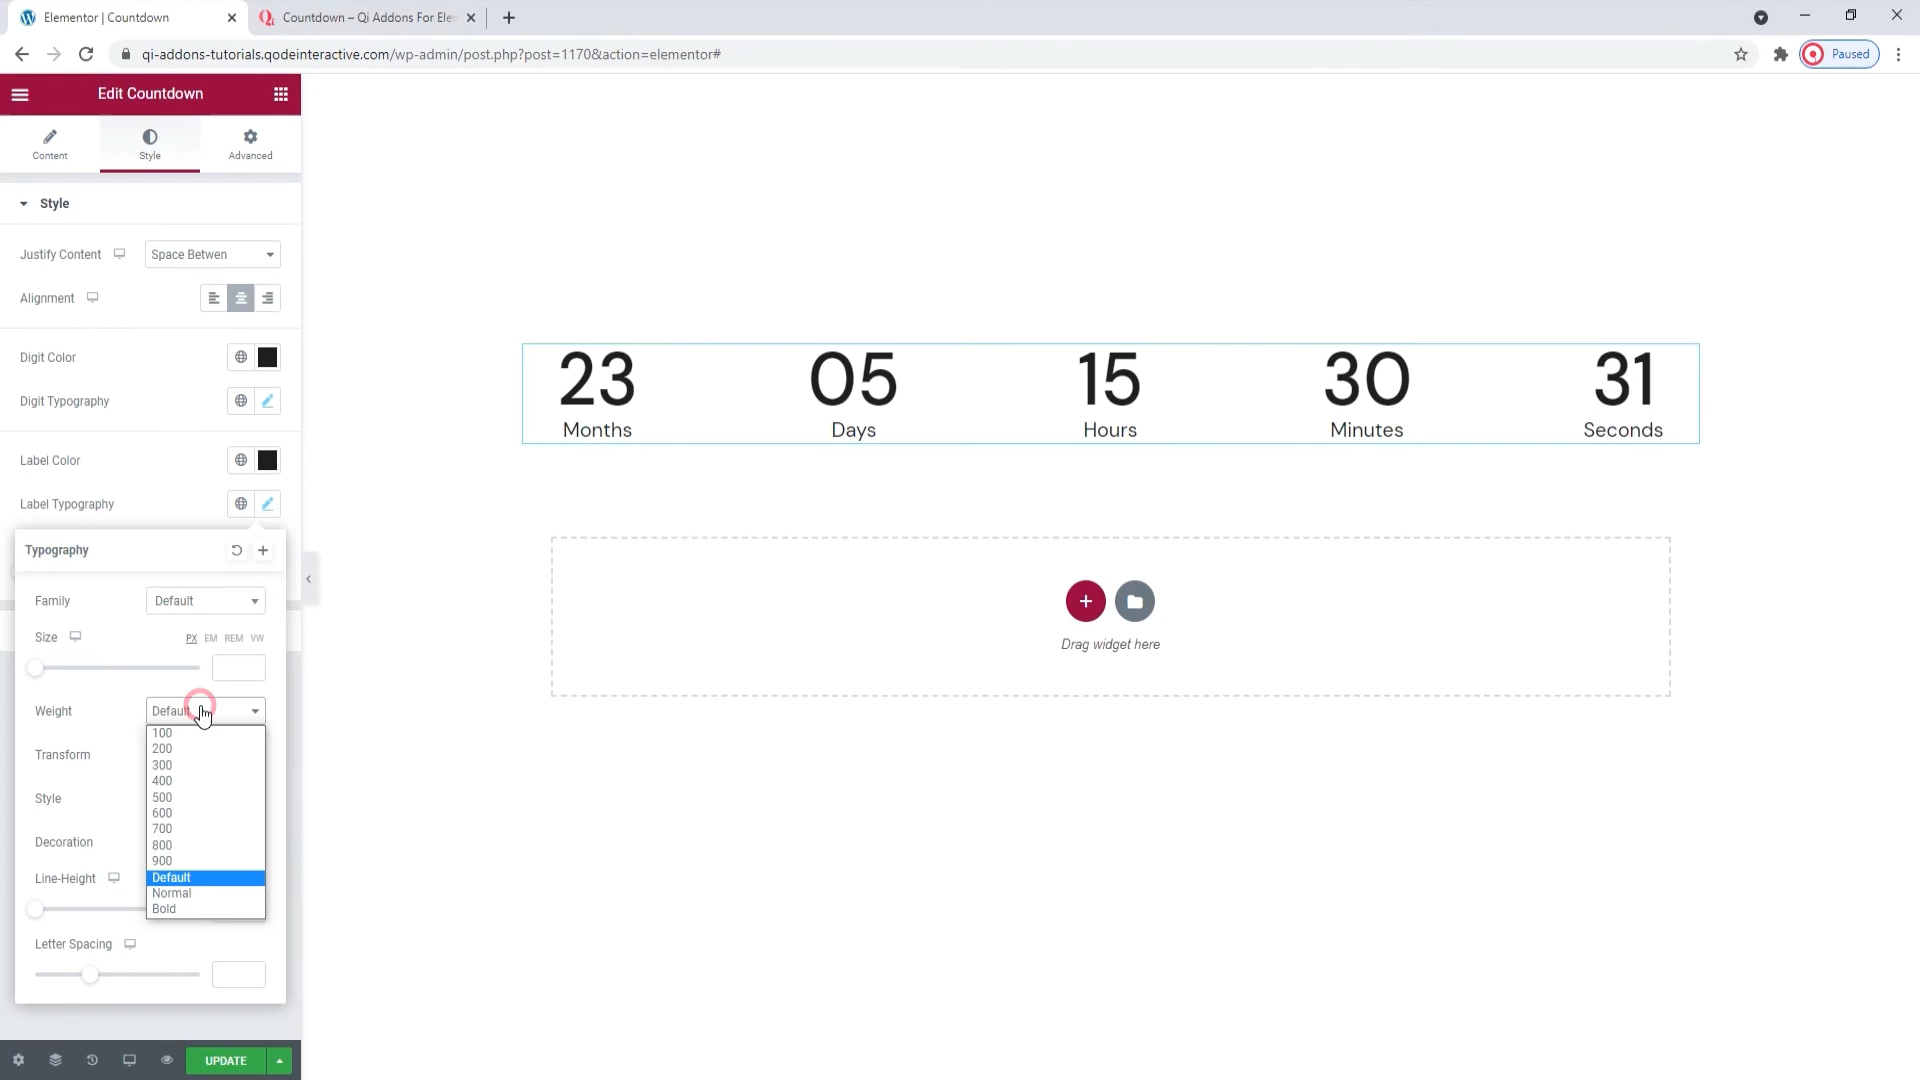 Elementor | Countdown
Countdown – Qi Addons For Ele
qi-addons-tutorials.qodeinteractive.com/wp-admin/post.php?post=1170&action=elementor#
Paused
Edit Countdown
Content
Style
Advanced
Style
Justify Content
Space Betwen
Alignment
Digit Color
Digit Typography
Label Color
Label Typography
Typography
Family
Default
Size
PX EM REM VW
Weight
Default
100
200
300
400
500
600
700
800
900
Default
Normal
Bold
Transform
Style
Decoration
Line-Height
Letter Spacing
UPDATE
23 05 15 30 31
Months Days Hours Minutes Seconds
Drag widget here